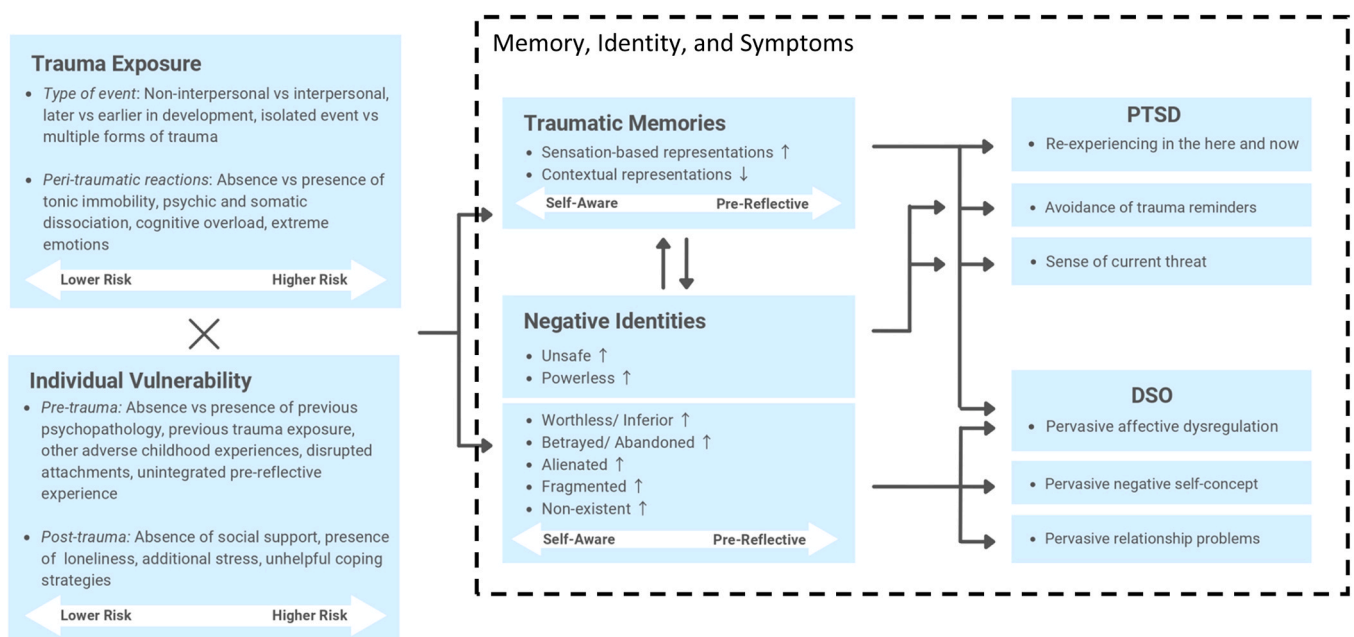 Memory, Identity, and Symptoms
Trauma Exposure
• Type of event: Non-interpersonal vs interpersonal,
later vs earlier in development, isolated event vs
multiple forms of trauma
• Peri-traumatic reactions: Absence vs presence of
tonic immobility, psychic and somatic
dissociation, cognitive overload, extreme
emotions
Lower Risk Higher Risk
Individual Vulnerability
• Pre-trauma: Absence vs presence of previous
psychopathology, previous trauma exposure,
other adverse childhood experiences, disrupted
attachments, unintegrated pre-reflective
experience
• Post-trauma: Absence of social support, presence
of loneliness, additional stress, unhelpful coping
strategies
Lower Risk Higher Risk
Traumatic Memories
• Sensation-based representations ↑
• Contextual representations ↓
Self-Aware Pre-Reflective
Negative Identities
• Unsafe ↑
• Powerless ↑
• Worthless/ Inferior ↑
• Betrayed/ Abandoned ↑
• Alienated ↑
• Fragmented ↑
• Non-existent ↑
Self-Aware Pre-Reflective
PTSD
• Re-experiencing in the here and now
• Avoidance of trauma reminders
• Sense of current threat
DSO
• Pervasive affective dysregulation
• Pervasive negative self-concept
• Pervasive relationship problems